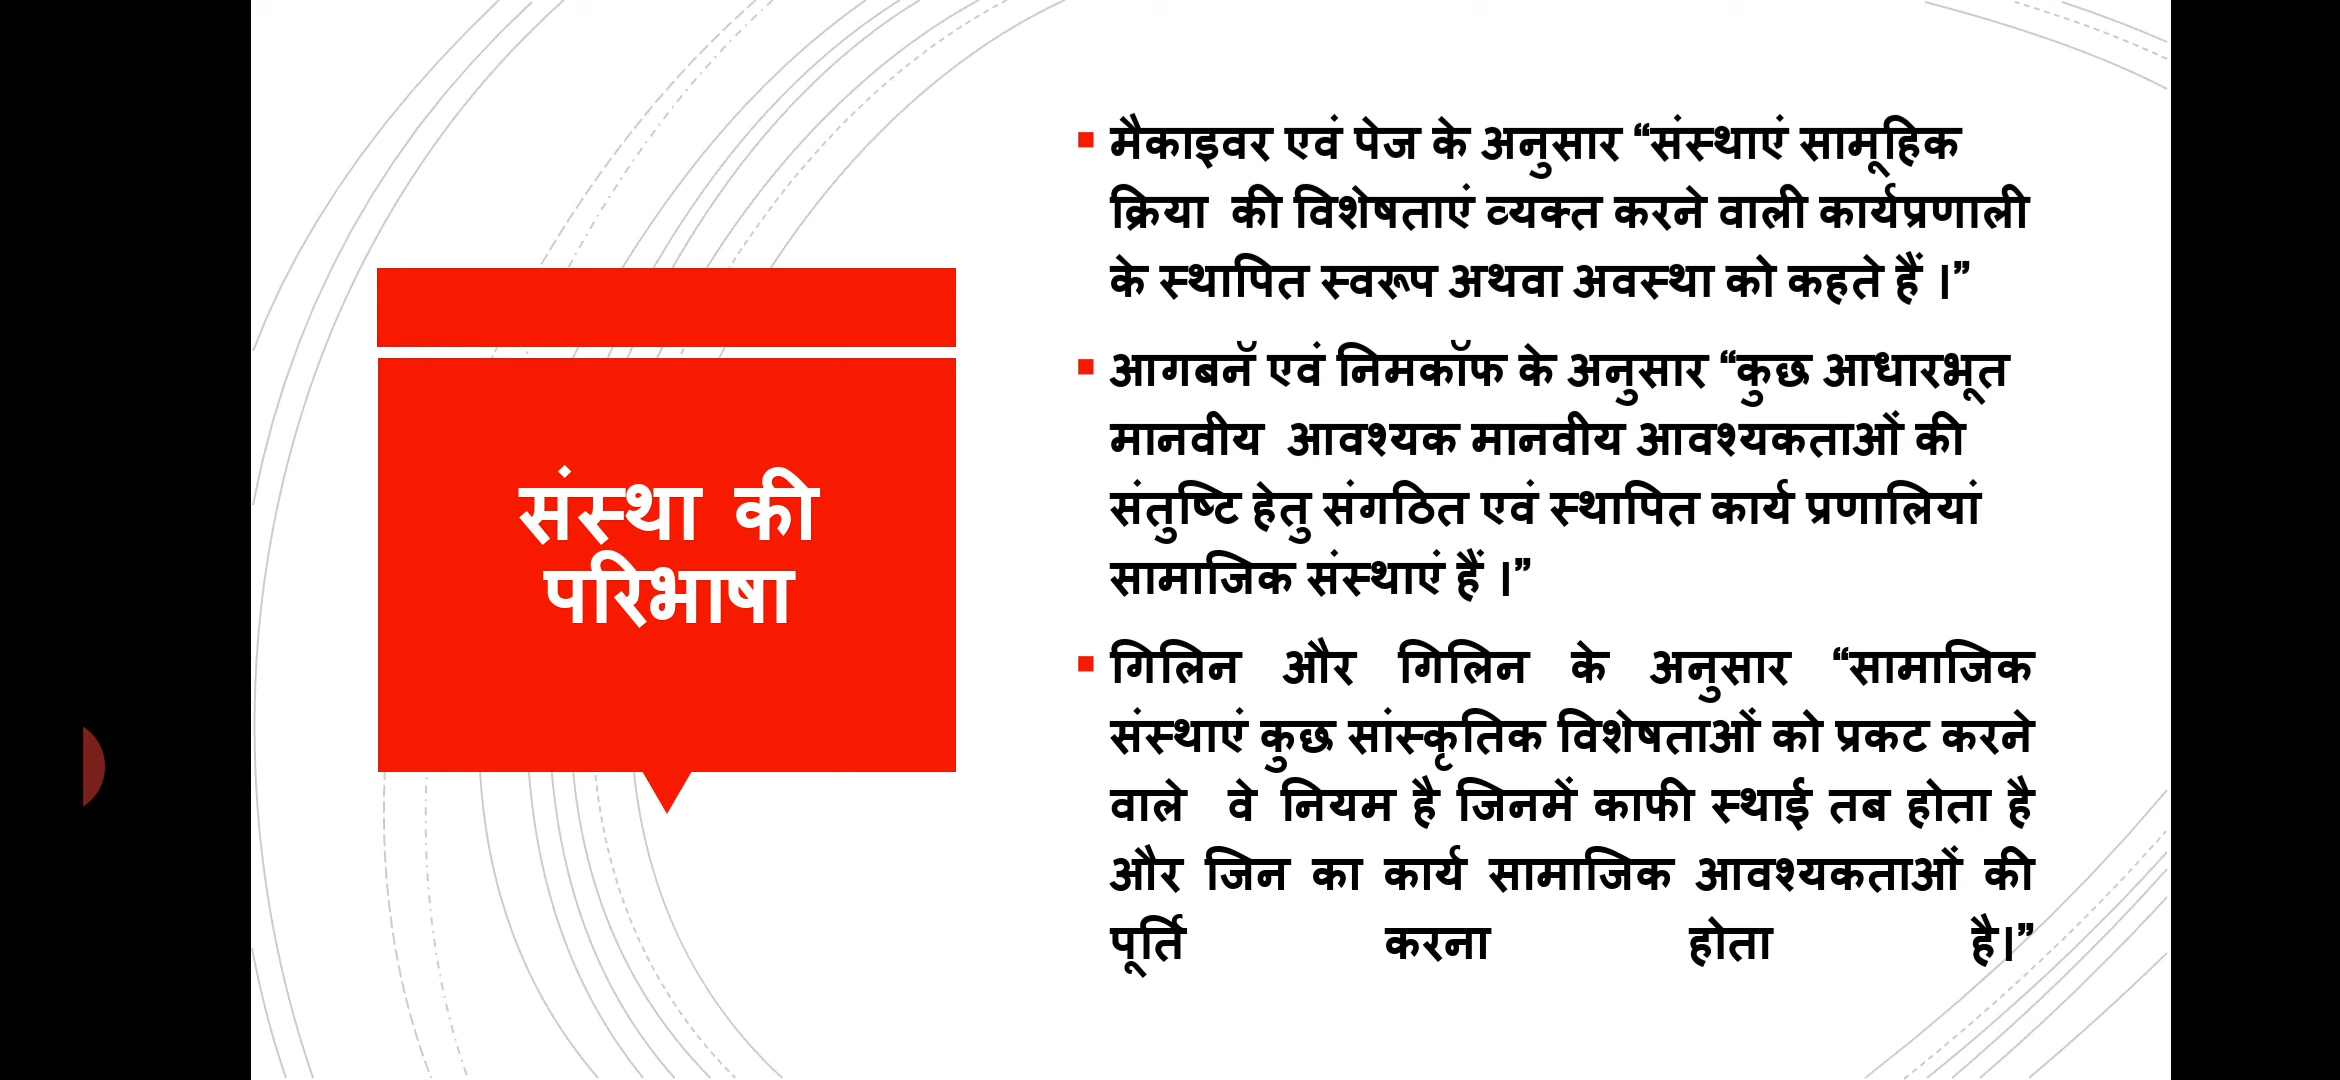 संस्था की
परिभाषा
मैकाइवर एवं पेज के अनुसार “संस्थाएं सामूहिक
क्रिया की विशेषताएं व्यक्त करने वाली कार्यप्रणाली
के स्थापित स्वरूप अथवा अवस्था को कहते हैं ।”
आगबनॅ एवं निमकॉफ के अनुसार “कुछ आधारभूत
मानवीय आवश्यक मानवीय आवश्यकताओं की
संतुष्टि हेतु संगठित एवं स्थापित कार्य प्रणालियां
सामाजिक संस्थाएं हैं ।”
गिलिन और गिलिन के अनुसार “सामाजिक
संस्थाएं कुछ सांस्कृतिक विशेषताओं को प्रकट करने
वाले वे नियम है जिनमें काफी स्थाई तब होता है
और जिन का कार्य सामाजिक आवश्यकताओं की
पूर्ति करना होता है।”